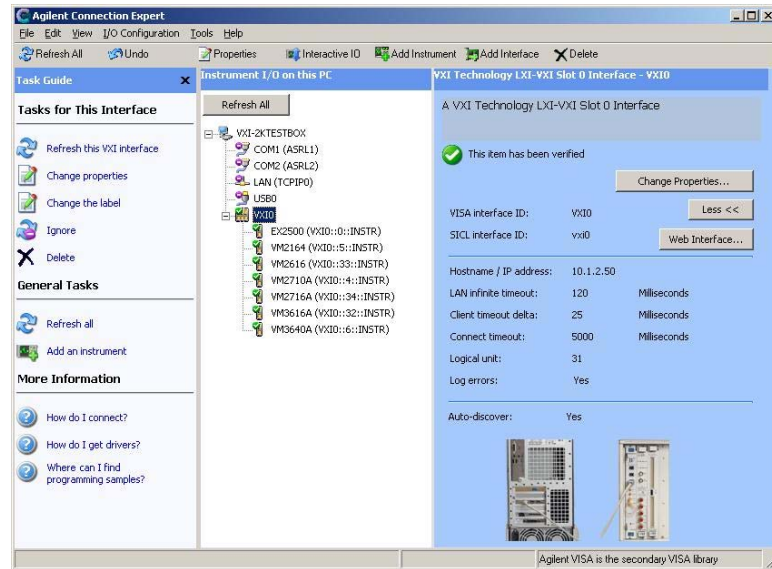 Agilent Connection Expert
File Edit View I/O Configuration Tools Help
Refresh All Undo Properties Interactive IO Add Instrument Add Interface Delete
Task Guide
Tasks for This Interface
Refresh this VXI interface
Change properties
Change the label
Ignore
Delete
General Tasks
Refresh all
Add an instrument
More Information
How do I connect?
How do I get drivers?
Where can I find
programming samples?
Instrument I/O on this PC
Refresh All
VXI-2KTESTBOX
COM1 (ASRL1)
COM2 (ASRL2)
LAN (TCPIP0)
USB0
VXI0
EX2500 (VXI0::0::INSTR)
VM2164 (VXI0::5::INSTR)
VM2616 (VXI0::33::INSTR)
VM2710A (VXI0::4::INSTR)
VM2716A (VXI0::34::INSTR)
VM3616A (VXI0::32::INSTR)
VM3640A (VXI0::6::INSTR)
VXI Technology LXI-VXI Slot 0 Interface - VXI0
A VXI Technology LXI-VXI Slot 0 Interface
This item has been verified
Change Properties...
VISA interface ID: VXI0
Less <<
SICL interface ID: vxi0
Web Interface...
Hostname / IP address: 10.1.2.50
LAN infinite timeout: 120 Milliseconds
Client timeout delta: 25 Milliseconds
Connect timeout: 5000 Milliseconds
Logical unit: 31
Log errors: Yes
Auto-discover: Yes
Agilent VISA is the secondary VISA library